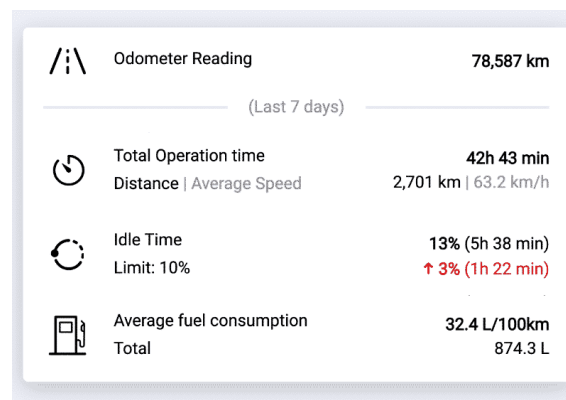 Odometer Reading 78,587 km
(Last 7 days)
Total Operation time 42h 43 min
Distance | Average Speed 2,701 km | 63.2 km/h
Idle Time 13% (5h 38 min)
Limit: 10% ↑ 3% (1h 22 min)
Average fuel consumption 32.4 L/100km
Total 874.3 L